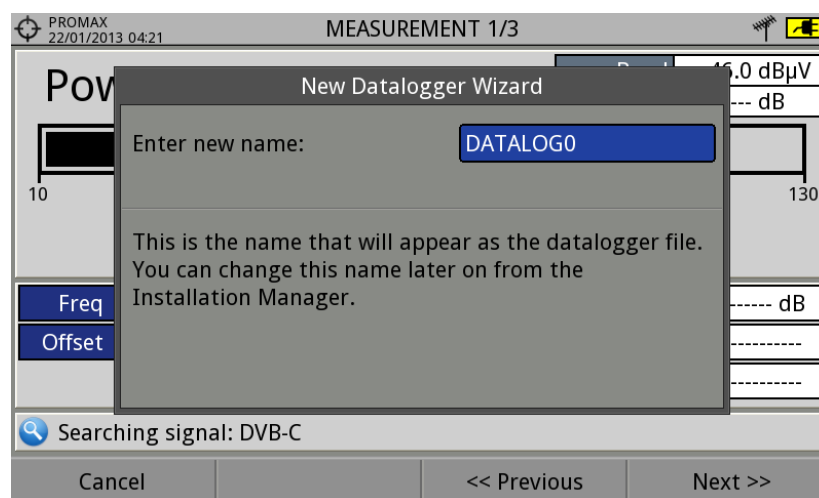 PROMAX
22/01/2013 04:21
MEASUREMENT 1/3
dBµV
--- dB
10
130
New Datalogger Wizard
Enter new name:
DATALOG0
This is the name that will appear as the datalogger file.
You can change this name later on from the
Installation Manager.
Freq
------ dB
Offset
----------
----------
Searching signal: DVB-C
Cancel
<< Previous
Next >>